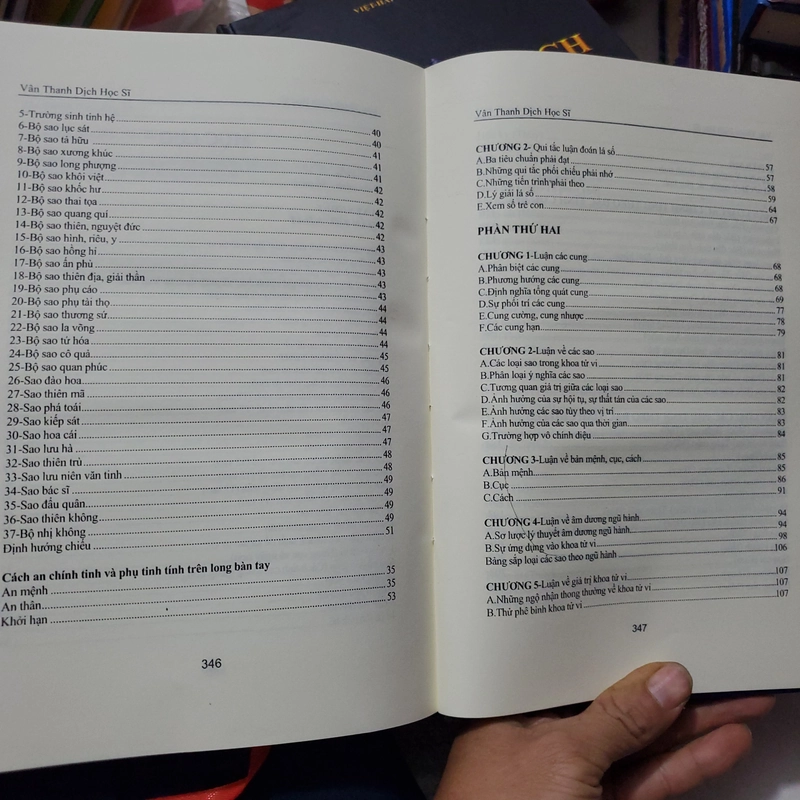 VIỆT-HÁN
CH
Văn Thanh Dịch Học Sĩ
5-Trường sinh tinh hệ 40
6-Bộ sao lục sát 40
7-Bộ sao tả hữu 41
8-Bộ sao xương khúc 41
9-Bộ sao long phượng 41
10-Bộ sao khôi việt 42
11-Bộ sao khốc hư 42
12-Bộ sao thai tọa 42
13-Bộ sao quang quí 42
14-Bộ sao thiên, nguyệt đức 42
15-Bộ sao hình, riêu, y 43
16-Bộ sao hồng hỉ 43
17-Bộ sao ấn phù 43
18-Bộ sao thiên địa, giải thần 43
19-Bộ sao phụ cáo 43
20-Bộ sao phụ tài thọ 44
21-Bộ sao thương sứ 44
22-Bộ sao la võng 44
23-Bộ sao tứ hóa 44
24-Bộ sao cô quả 45
25-Bộ sao quan phúc 45
26-Sao đào hoa 46
27-Sao thiên mã 46
28-Sao phá toái 46
29-Sao kiếp sát 47
30-Sao hoa cái 47
31-Sao lưu hà 47
32-Sao thiên trù 48
33-Sao lưu niên văn tinh 48
34-Sao bác sĩ 49
35-Sao đẩu quân 49
36-Sao thiên không 49
37-Bộ nhị không 51
Định hướng chiếu
Cách an chính tinh và phụ tinh tính trên long bàn tay
An mệnh 35
An thân 35
Khởi hạn 53
346
Văn Thanh Dịch Học Sĩ
CHƯƠNG 2- Qui tắc luận đoán lá số
A.Ba tiêu chuẩn phải đạt 57
B.Những qui tắc phối chiếu phải nhớ 57
C.Những tiến trình phải theo 58
D.Lý giải lá số 59
E.Xem số trẻ con 64
67
PHẦN THỨ HAI
CHƯƠNG 1-Luận các cung
A.Phân biệt các cung 68
B.Phương hướng các cung 68
C.Định nghĩa tổng quát cung 68
D.Sự phối trí các cung 69
E.Cung cường, cung nhược 77
F.Các cung hạn 78
79
CHƯƠNG 2-Luận về các sao 81
A.Các loại sao trong khoa tử vi 81
B.Phân loại ý nghĩa các sao 81
C.Tương quan giá trị giữa các loại sao 82
D.Ảnh hưởng của sự hội tụ, sự thất tán của các sao 82
E.Ảnh hưởng các sao tùy theo vị trí 83
F.Ảnh hưởng của các sao qua thời gian 83
G.Trường hợp vô chính diệu 84
CHƯƠNG 3-Luận về bản mệnh, cục, cách 85
A.Bản mệnh 85
B.Cục 86
C.Cách 91
CHƯƠNG 4-Luận về âm dương ngũ hành 94
A.Sơ lược lý thuyết âm dương ngũ hành 94
B.Sự ứng dụng vào khoa tử vi 98
Bảng sắp loại các sao theo ngũ hành 106
CHƯƠNG 5-Luận về giá trị khoa tử vi 107
A.Những ngộ nhận thông thường về khoa tử vi 107
B.Thử phê bình khoa tử vi 107
347